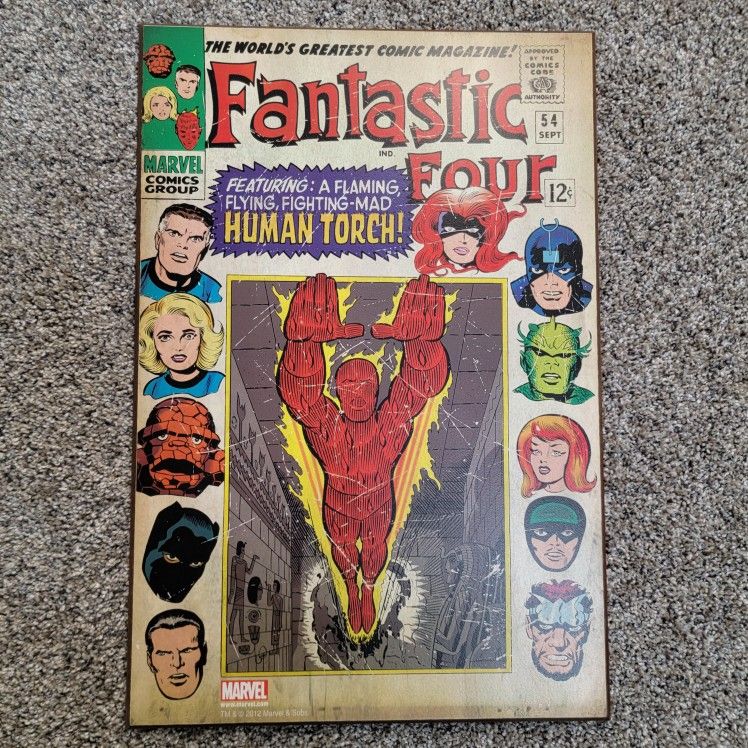 THE WORLD'S GREATEST COMIC MAGAZINE!
APPROVED
BY THE
COMICS
CODE
AUTHORITY
Fantastic
Four
IND.
54
SEPT
12¢
MARVEL
COMICS
GROUP
FEATURING: A FLAMING,
FLYING, FIGHTING-MAD
HUMAN TORCH!
MARVEL
www.marvel.com
TM & © 2012 Marvel & Subs.